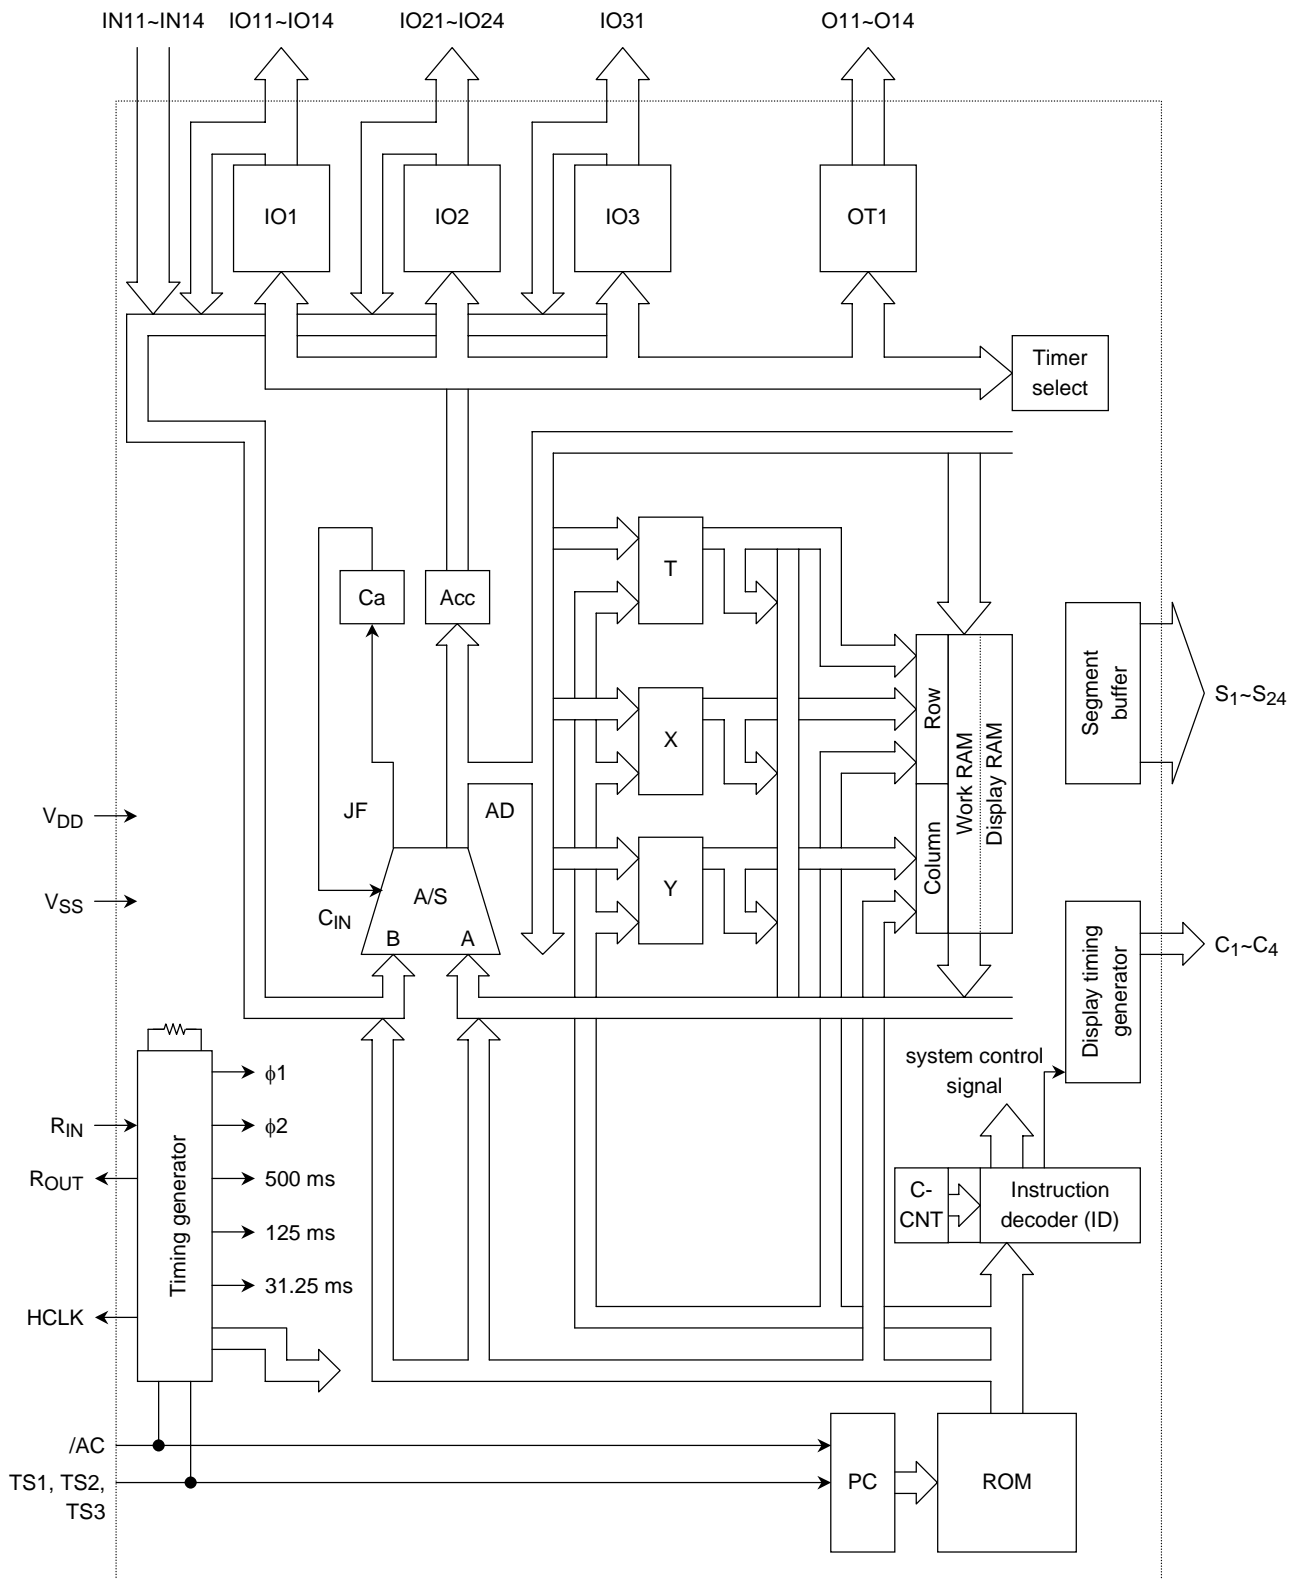 IN11~IN14
IO11~IO14
IO21~IO24
IO31
O11~O14
IO1
IO2
IO3
OT1
Timer
select
T
Ca
Acc
X
Row
Column
Work RAM
Display RAM
Segment
buffer
S1~S24
JF
AD
VDD
A/S
Y
VSS
CIN
B
A
Display timing
generator
C1~C4
system control
signal
Timing generator
ϕ1
RIN
ϕ2
ROUT
500 ms
C-
CNT
Instruction
decoder (ID)
125 ms
31.25 ms
HCLK
/AC
TS1, TS2,
TS3
PC
ROM